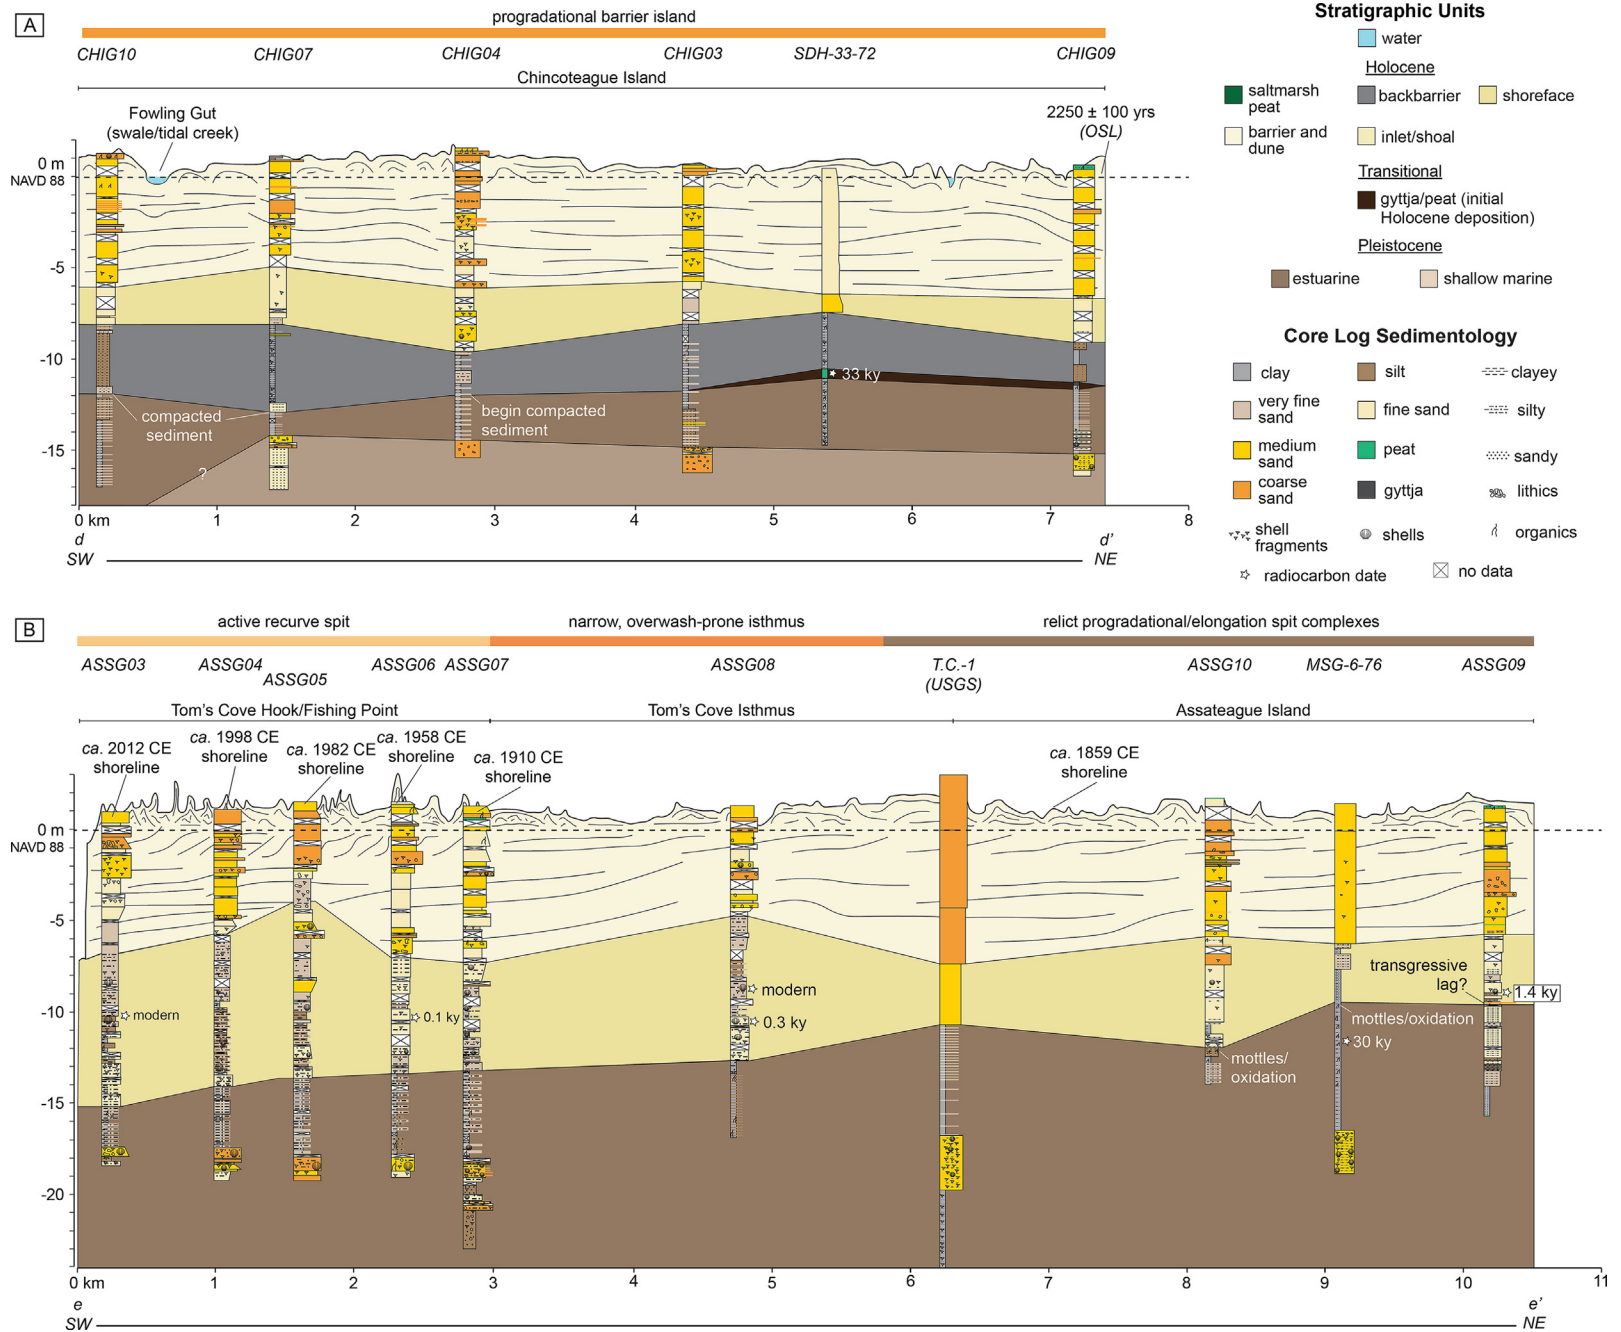 A
progradational barrier island
CHIG10 CHIG07 CHIG04 CHIG03 SDH-33-72 CHIG09
Chincoteague Island
Fowling Gut
(swale/tidal creek)
2250 ± 100 yrs
(OSL)
0 m
NAVD 88
-5
-10
-15
compacted
sediment
?
begin compacted
sediment
33 ky
0 km 1 2 3 4 5 6 7 8
d d'
SW NE
Stratigraphic Units
water
Holocene
saltmarsh
peat
backbarrier
shoreface
barrier and
dune
inlet/shoal
Transitional
gyttja/peat (initial
Holocene deposition)
Pleistocene
estuarine
shallow marine
Core Log Sedimentology
clay
silt
clayey
very fine
sand
fine sand
silty
medium
sand
peat
sandy
coarse
sand
gyttja
lithics
shell
fragments
shells
organics
radiocarbon date
no data
B
active recurve spit
narrow, overwash-prone isthmus
relict progradational/elongation spit complexes
ASSG03 ASSG04 ASSG05 ASSG06 ASSG07 ASSG08 T.C.-1 ASSG10 MSG-6-76 ASSG09
(USGS)
Tom's Cove Hook/Fishing Point
Tom's Cove Isthmus
Assateague Island
ca. 2012 CE
shoreline
ca. 1998 CE
shoreline
ca. 1982 CE
shoreline
ca. 1958 CE
shoreline
ca. 1910 CE
shoreline
ca. 1859 CE
shoreline
0 m
NAVD 88
-5
-10
-15
-20
modern
0.1 ky
modern
0.3 ky
mottles/
oxidation
mottles/oxidation
30 ky
transgressive
lag?
1.4 ky
0 km 1 2 3 4 5 6 7 8 9 10 11
e e'
SW NE